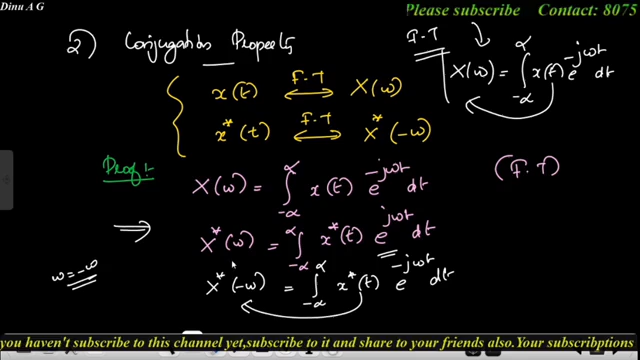 Dinu A G
Please subscribe Contact: 8075
2) Conjugation Property
F.T
X(ω) = ∫_{-α}^{α} x(t) e^{-jωt} dt
x(t) ⟷ F.T X(ω)
x*(t) ⟷ F.T X*(-ω)
Proof:-
X(ω) = ∫_{-α}^{α} x(t) e^{-jωt} dt
(F.T)
⟹ X*(ω) = ∫_{-α}^{α} x*(t) e^{jωt} dt
ω=-ω
X*(-ω) = ∫_{-α}^{α} x*(t) e^{-jωt} dt
you haven't subscribe to this channel yet,subscribe to it and share to your friends also.Your subscribptions